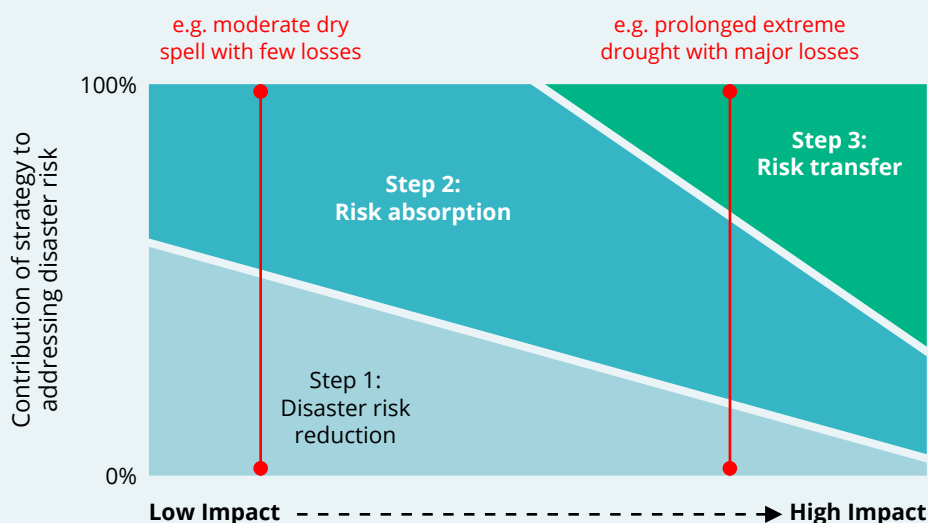 e.g. moderate dry
spell with few losses
e.g. prolonged extreme
drought with major losses
100%
Contribution of strategy to
addressing disaster risk
Step 3:
Risk transfer
Step 2:
Risk absorption
Step 1:
Disaster risk
reduction
0%
Low Impact
High Impact